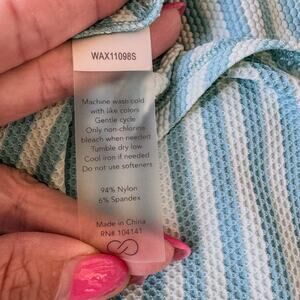 WAX11098S
Machine wash cold
with like colors
Gentle cycle
Only non-chlorine
bleach when needed
Tumble dry low
Cool iron if needed
Do not use softeners
94% Nylon
6% Spandex
Made in China
RN# 104141